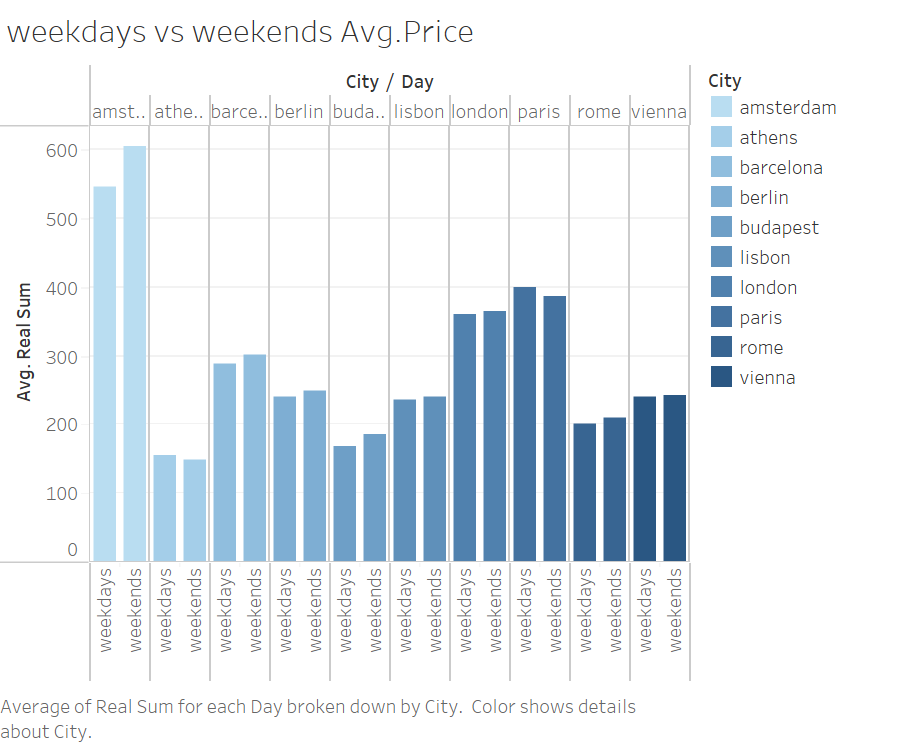 weekdays vs weekends Avg.Price
City / Day
amst.. athe.. barce.. berlin buda.. lisbon london paris rome vienna
Avg. Real Sum
600
500
400
300
200
100
0
weekdays weekends weekdays weekends weekdays weekends weekdays weekends weekdays weekends weekdays weekends weekdays weekends weekdays weekends weekdays weekends weekdays weekends
City
amsterdam
athens
barcelona
berlin
budapest
lisbon
london
paris
rome
vienna
Average of Real Sum for each Day broken down by City. Color shows details
about City.